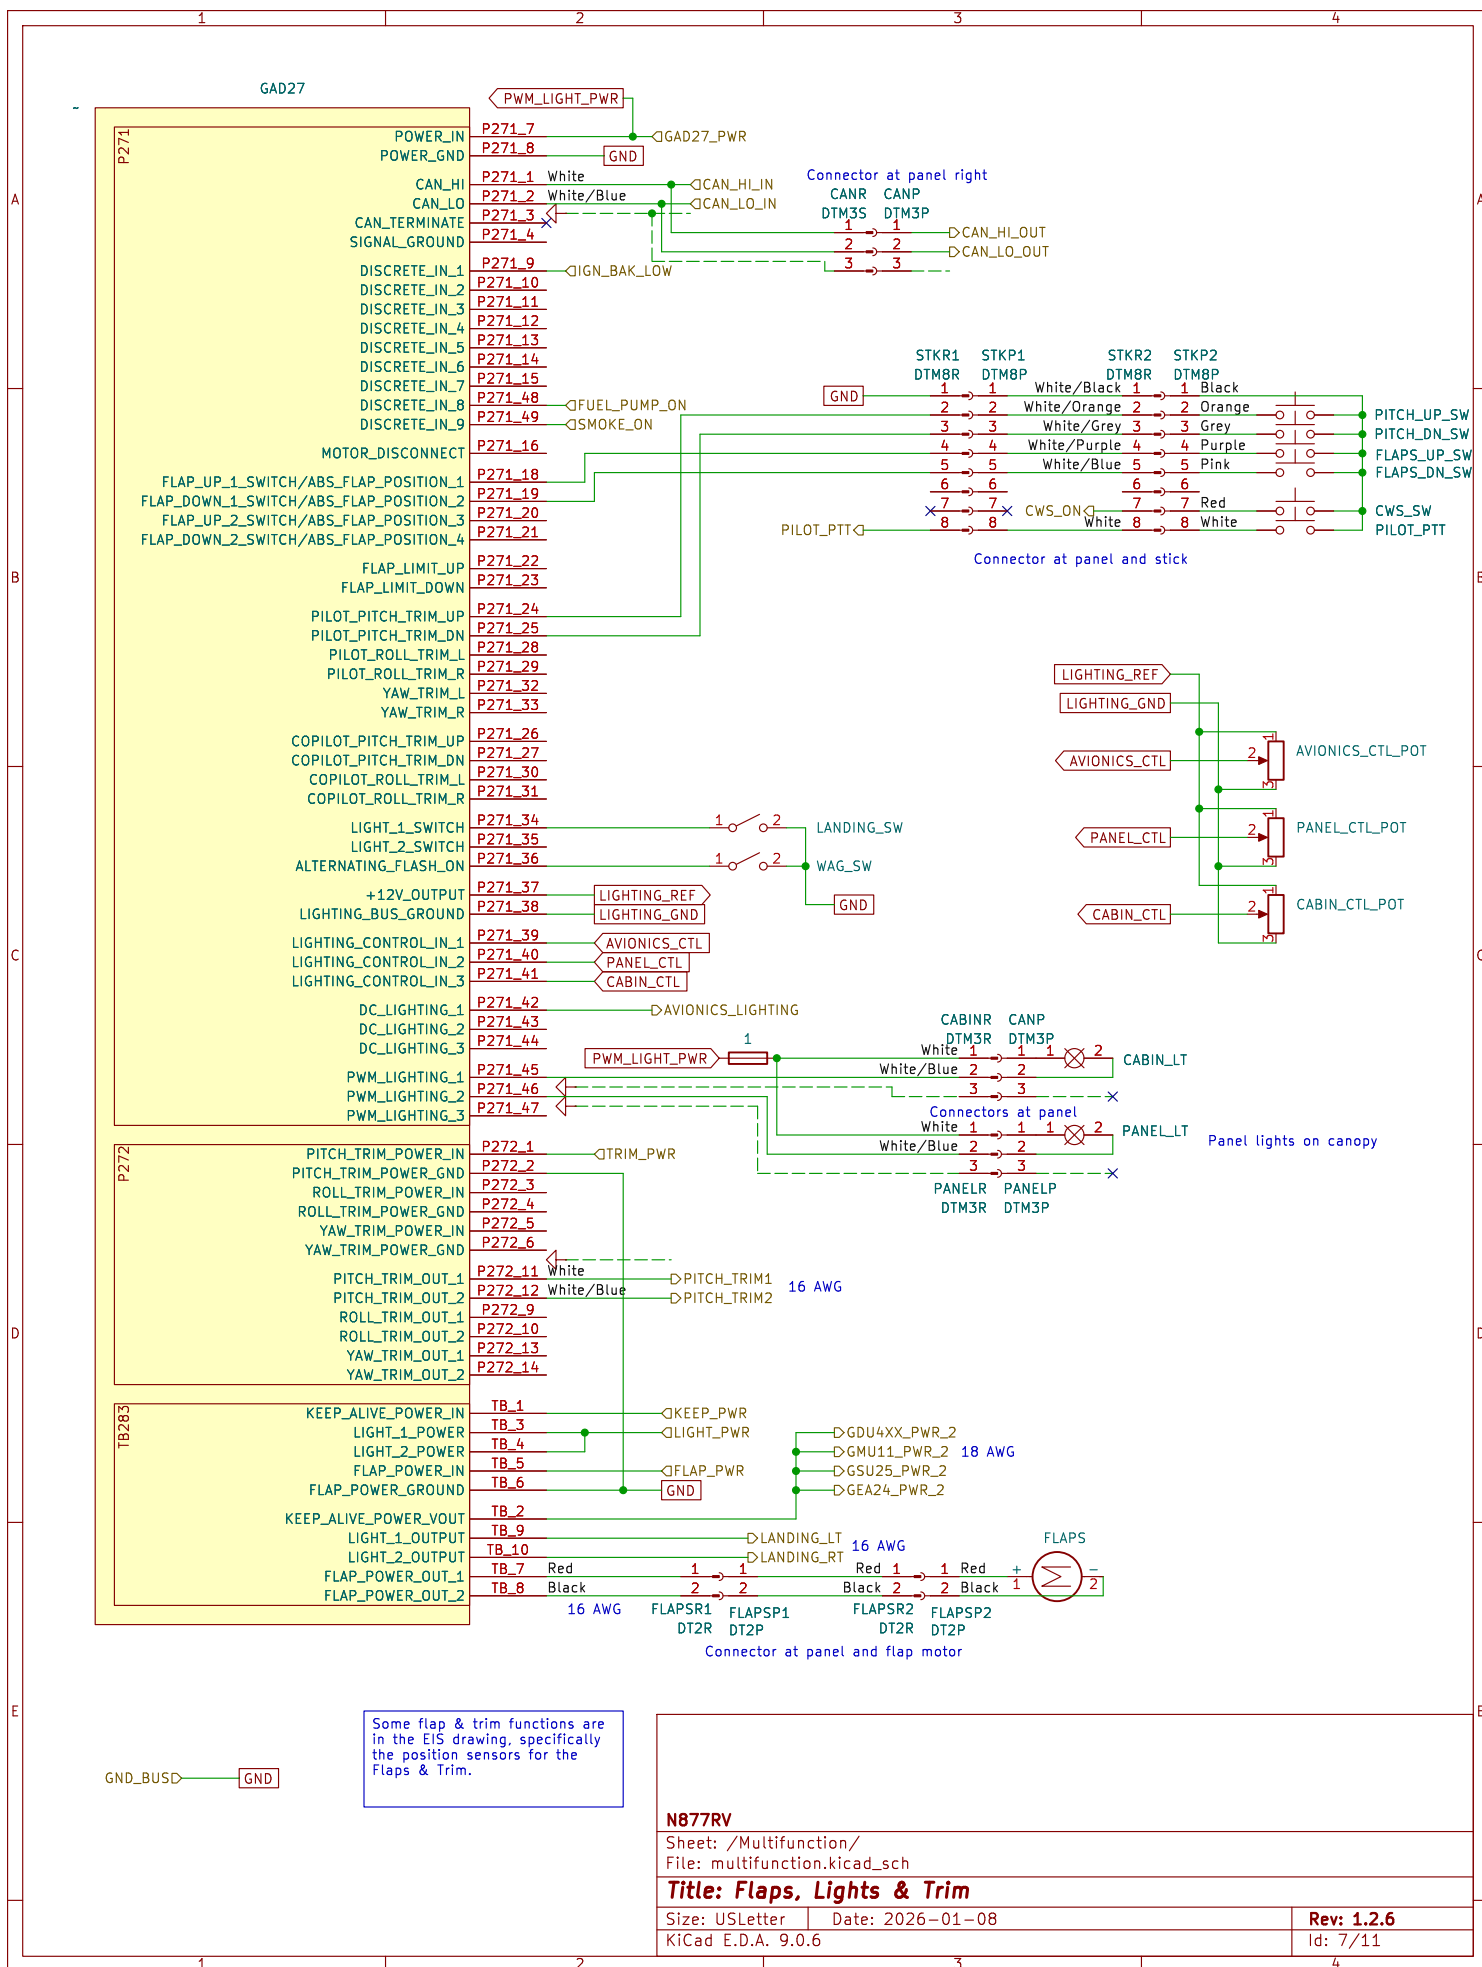 1 2 3 4
GAD27
~
P271
POWER_IN P271_7
POWER_GND P271_8
CAN_HI P271_1 White
CAN_LO P271_2 White/Blue
CAN_TERMINATE P271_3
SIGNAL_GROUND P271_4
DISCRETE_IN_1 P271_9
DISCRETE_IN_2 P271_10
DISCRETE_IN_3 P271_11
DISCRETE_IN_4 P271_12
DISCRETE_IN_5 P271_13
DISCRETE_IN_6 P271_14
DISCRETE_IN_7 P271_15
DISCRETE_IN_8 P271_48
DISCRETE_IN_9 P271_49
MOTOR_DISCONNECT P271_16
FLAP_UP_1_SWITCH/ABS_FLAP_POSITION_1 P271_18
FLAP_DOWN_1_SWITCH/ABS_FLAP_POSITION_2 P271_19
FLAP_UP_2_SWITCH/ABS_FLAP_POSITION_3 P271_20
FLAP_DOWN_2_SWITCH/ABS_FLAP_POSITION_4 P271_21
FLAP_LIMIT_UP P271_22
FLAP_LIMIT_DOWN P271_23
PILOT_PITCH_TRIM_UP P271_24
PILOT_PITCH_TRIM_DN P271_25
PILOT_ROLL_TRIM_L P271_28
PILOT_ROLL_TRIM_R P271_29
YAW_TRIM_L P271_32
YAW_TRIM_R P271_33
COPILOT_PITCH_TRIM_UP P271_26
COPILOT_PITCH_TRIM_DN P271_27
COPILOT_ROLL_TRIM_L P271_30
COPILOT_ROLL_TRIM_R P271_31
LIGHT_1_SWITCH P271_34
LIGHT_2_SWITCH P271_35
ALTERNATING_FLASH_ON P271_36
+12V_OUTPUT P271_37
LIGHTING_BUS_GROUND P271_38
LIGHTING_CONTROL_IN_1 P271_39
LIGHTING_CONTROL_IN_2 P271_40
LIGHTING_CONTROL_IN_3 P271_41
DC_LIGHTING_1 P271_42
DC_LIGHTING_2 P271_43
DC_LIGHTING_3 P271_44
PWM_LIGHTING_1 P271_45
PWM_LIGHTING_2 P271_46
PWM_LIGHTING_3 P271_47
P272
PITCH_TRIM_POWER_IN P272_1
PITCH_TRIM_POWER_GND P272_2
ROLL_TRIM_POWER_IN P272_3
ROLL_TRIM_POWER_GND P272_4
YAW_TRIM_POWER_IN P272_5
YAW_TRIM_POWER_GND P272_6
PITCH_TRIM_OUT_1 P272_11 White
PITCH_TRIM_OUT_2 P272_12 White/Blue
ROLL_TRIM_OUT_1 P272_9
ROLL_TRIM_OUT_2 P272_10
YAW_TRIM_OUT_1 P272_13
YAW_TRIM_OUT_2 P272_14
TB283
KEEP_ALIVE_POWER_IN TB_1
LIGHT_1_POWER TB_3
LIGHT_2_POWER TB_4
FLAP_POWER_IN TB_5
FLAP_POWER_GROUND TB_6
KEEP_ALIVE_POWER_VOUT TB_2
LIGHT_1_OUTPUT TB_9
LIGHT_2_OUTPUT TB_10
FLAP_POWER_OUT_1 TB_7 Red
FLAP_POWER_OUT_2 TB_8 Black
PWM_LIGHT_PWR
GAD27_PWR
GND
CAN_HI_IN
CAN_LO_IN
Connector at panel right
CANR CANP
DTM3S DTM3P
1 1 CAN_HI_OUT
2 2 CAN_LO_OUT
3 3
IGN_BAK_LOW
FUEL_PUMP_ON
SMOKE_ON
STKR1 STKP1 STKR2 STKP2
DTM8R DTM8P DTM8R DTM8P
GND 1 1 White/Black 1 1 Black
2 2 White/Orange 2 2 Orange PITCH_UP_SW
3 3 White/Grey 3 3 Grey PITCH_DN_SW
4 4 White/Purple 4 4 Purple FLAPS_UP_SW
5 5 White/Blue 5 5 Pink FLAPS_DN_SW
6 6 6 6
7 7 CWS_ON 7 7 Red CWS_SW
PILOT_PTT 8 8 White 8 8 White PILOT_PTT
Connector at panel and stick
LIGHTING_REF
LIGHTING_GND
AVIONICS_CTL 1 2 3 AVIONICS_CTL_POT
PANEL_CTL 1 2 3 PANEL_CTL_POT
CABIN_CTL 1 2 3 CABIN_CTL_POT
1 2 LANDING_SW
1 2 WAG_SW
GND
LIGHTING_REF
LIGHTING_GND
AVIONICS_CTL
PANEL_CTL
CABIN_CTL
AVIONICS_LIGHTING
PWM_LIGHT_PWR 1
CABINR CANP
DTM3R DTM3P
White 1 1 1 2 CABIN_LT
White/Blue 2 2
3 3
Connectors at panel
White 1 1 1 2 PANEL_LT
White/Blue 2 2
3 3
PANELR PANELP
DTM3R DTM3P
Panel lights on canopy
TRIM_PWR
PITCH_TRIM1
PITCH_TRIM2
16 AWG
KEEP_PWR
LIGHT_PWR
FLAP_PWR
GND
GDU4XX_PWR_2
GMU11_PWR_2 18 AWG
GSU25_PWR_2
GEA24_PWR_2
LANDING_LT
LANDING_RT
16 AWG
FLAPS
1 1 Red 1 1 Red + 1 - 2
2 2 Black 2 2 Black
16 AWG
FLAPSR1 FLAPSP1 FLAPSR2 FLAPSP2
DT2R DT2P DT2R DT2P
Connector at panel and flap motor
Some flap & trim functions are
in the EIS drawing, specifically
the position sensors for the
Flaps & Trim.
GND_BUS GND
N877RV
Sheet: /Multifunction/
File: multifunction.kicad_sch
Title: Flaps, Lights & Trim
Size: USLetter Date: 2026-01-08 Rev: 1.2.6
KiCad E.D.A. 9.0.6 Id: 7/11
A A
B B
C C
D D
E E
1 2 3 4